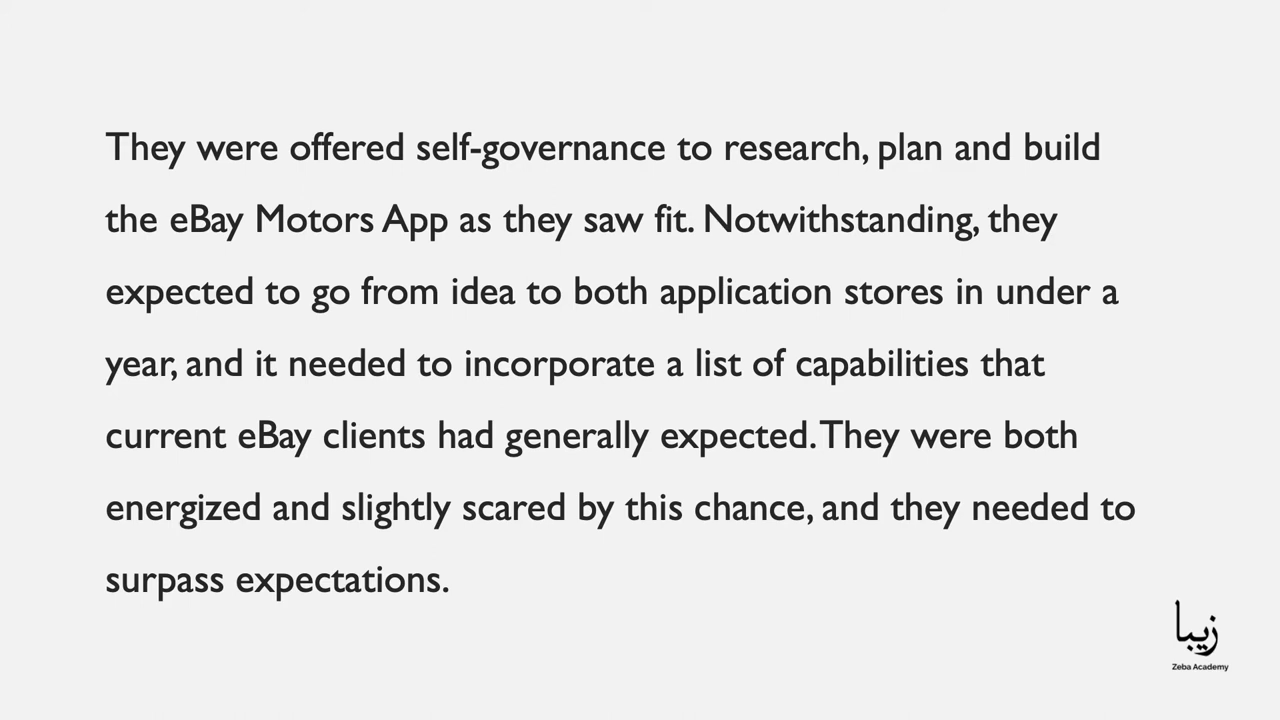 They were offered self-governance to research, plan and build
the eBay Motors App as they saw fit. Notwithstanding, they
expected to go from idea to both application stores in under a
year, and it needed to incorporate a list of capabilities that
current eBay clients had generally expected. They were both
energized and slightly scared by this chance, and they needed to
surpass expectations.
زیبا
Zeba Academy